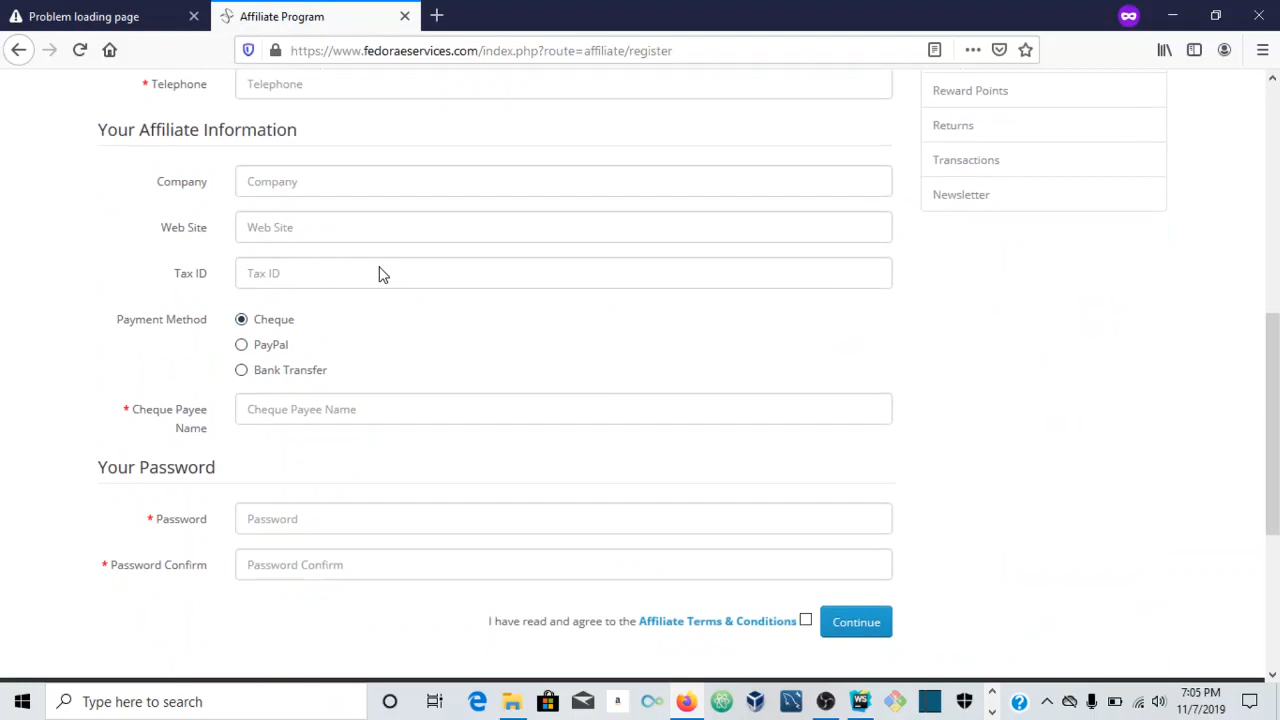 Problem loading page
Affiliate Program
https://www.fedoraeservices.com/index.php?route=affiliate/register
* Telephone
Telephone
Reward Points
Returns
Transactions
Newsletter
Your Affiliate Information
Company
Company
Web Site
Web Site
Tax ID
Tax ID
Payment Method
Cheque
PayPal
Bank Transfer
* Cheque Payee
Name
Cheque Payee Name
Your Password
* Password
Password
* Password Confirm
Password Confirm
I have read and agree to the Affiliate Terms & Conditions
Continue
Type here to search
a
WS
7:05 PM
11/7/2019